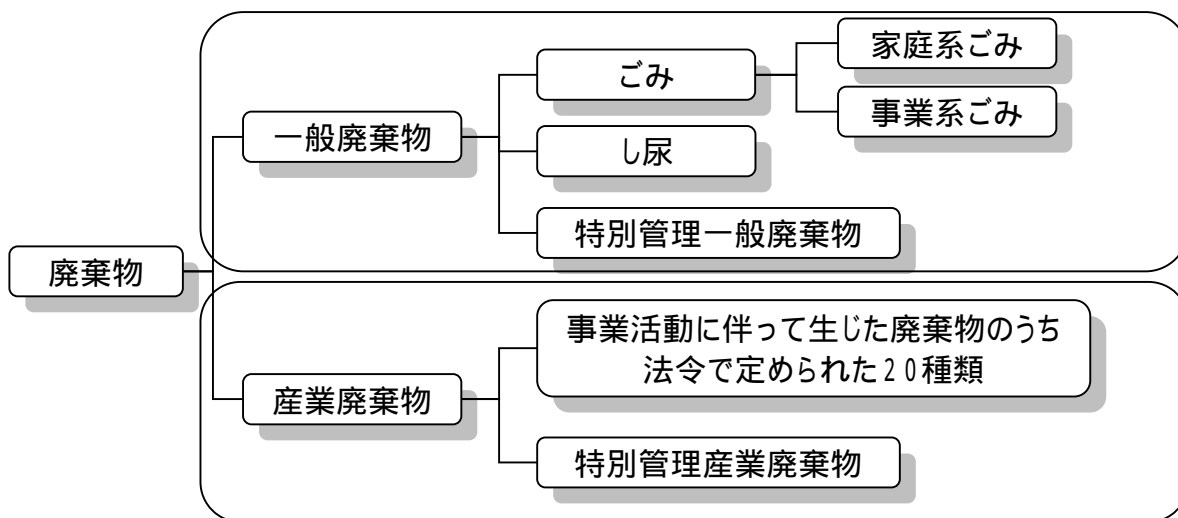 廃棄物
一般廃棄物
ごみ
家庭系ごみ
事業系ごみ
し尿
特別管理一般廃棄物
産業廃棄物
事業活動に伴って生じた廃棄物のうち
法令で定められた20種類
特別管理産業廃棄物